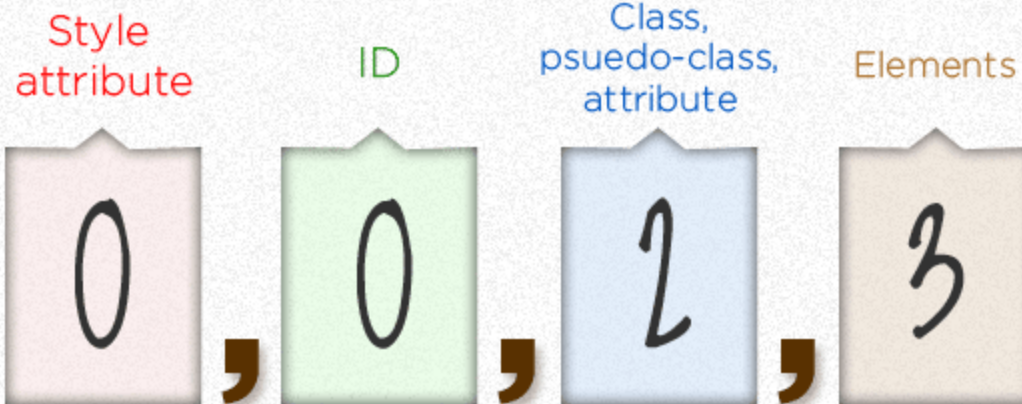 Style
attribute
ID
Class,
psuedo-class,
attribute
Elements
0 , 0 , 2 , 3